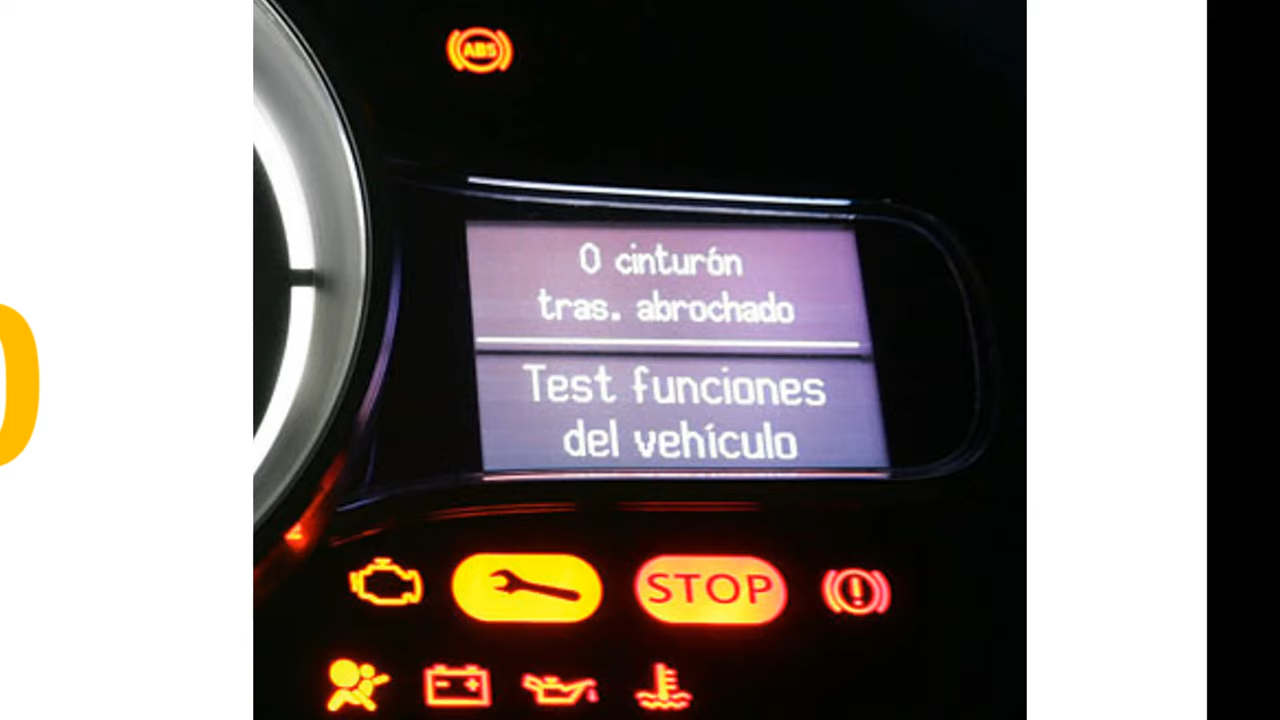 ABS
0 cinturón
tras. abrochado
Test funciones
del vehículo
STOP